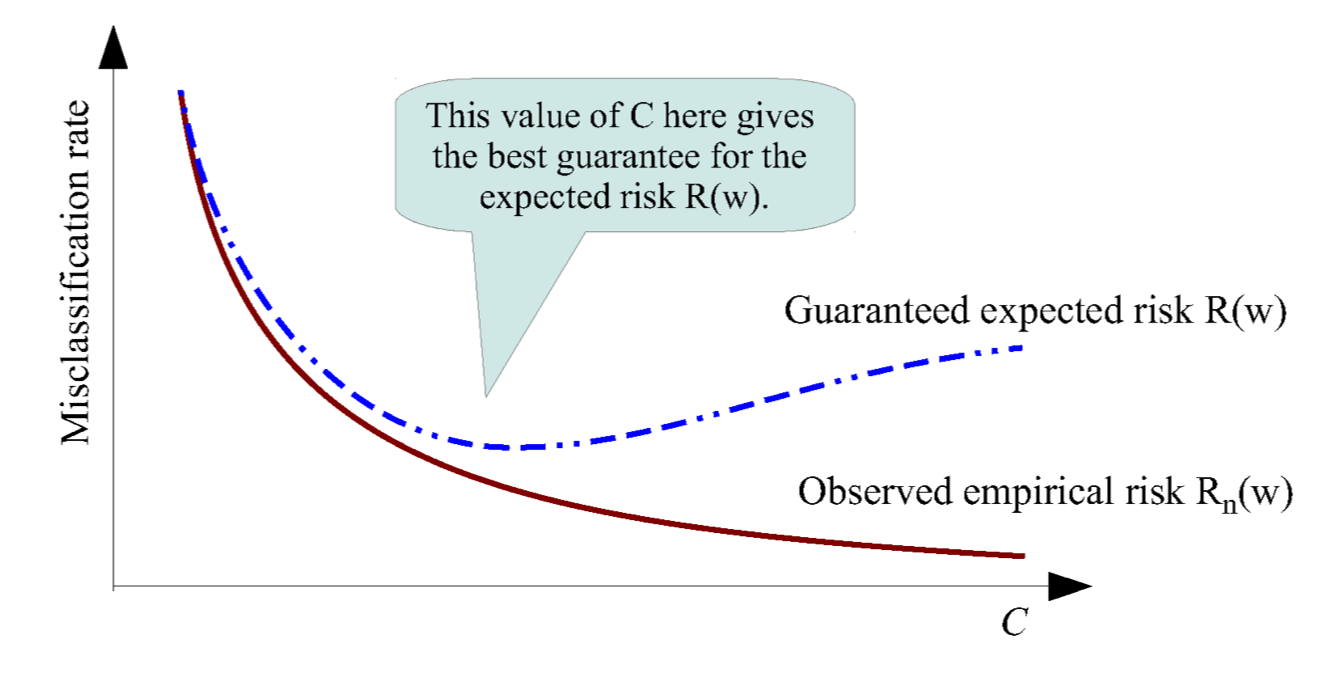 Misclassification rate
This value of C here gives
the best guarantee for the
expected risk R(w).
Guaranteed expected risk R(w)
Observed empirical risk Rn(w)
C